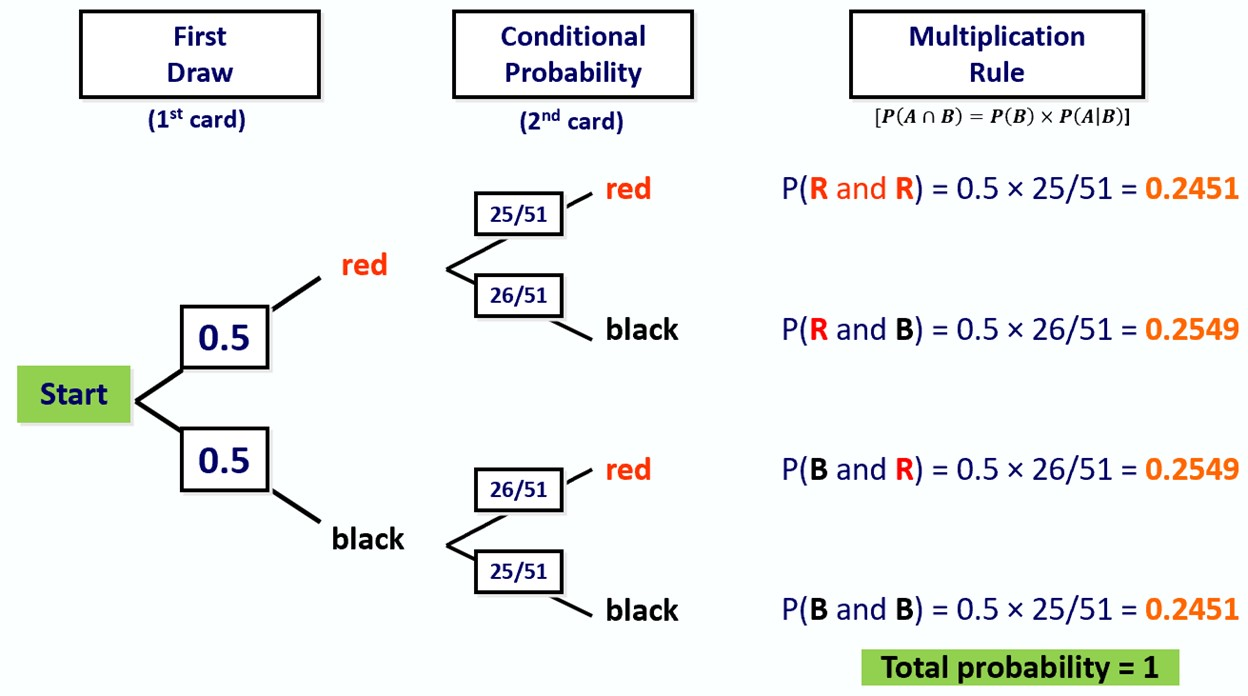 First
Draw
(1st card)
Conditional
Probability
(2nd card)
Multiplication
Rule
[P(A ∩ B) = P(B) × P(A|B)]
Start
0.5
red
25/51
red
P(R and R) = 0.5 × 25/51 = 0.2451
26/51
black
P(R and B) = 0.5 × 26/51 = 0.2549
0.5
black
26/51
red
P(B and R) = 0.5 × 26/51 = 0.2549
25/51
black
P(B and B) = 0.5 × 25/51 = 0.2451
Total probability = 1